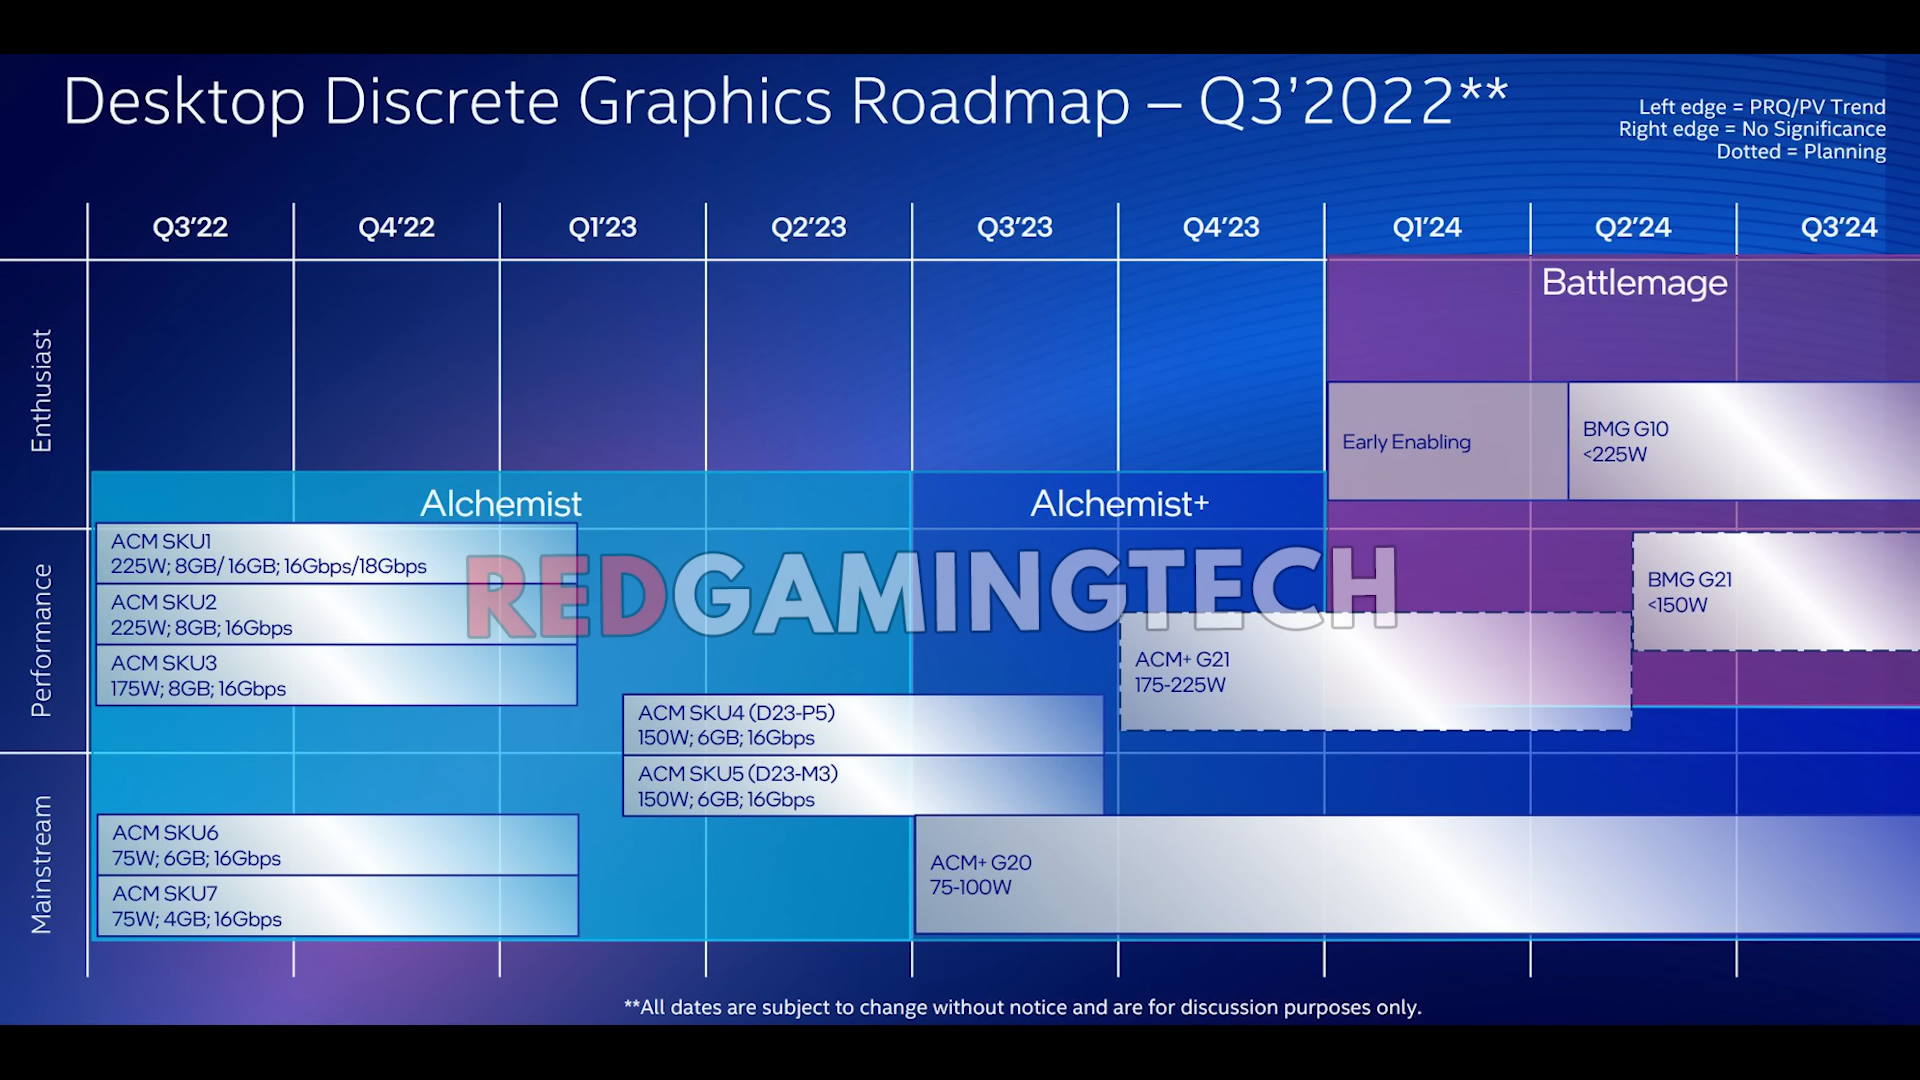 Desktop Discrete Graphics Roadmap – Q3’2022**
Left edge = PRQ/PV Trend
Right edge = No Significance
Dotted = Planning
Q3’22 Q4’22 Q1’23 Q2’23 Q3’23 Q4’23 Q1’24 Q2’24 Q3’24
Enthusiast
Battlemage
Early Enabling
BMG G10
<225W
Alchemist
Alchemist+
Performance
ACM SKU1
225W; 8GB/ 16GB; 16Gbps/18Gbps
ACM SKU2
225W; 8GB; 16Gbps
ACM SKU3
175W; 8GB; 16Gbps
REDGAMINGTECH
BMG G21
<150W
ACM+ G21
175-225W
ACM SKU4 (D23-P5)
150W; 6GB; 16Gbps
ACM SKU5 (D23-M3)
150W; 6GB; 16Gbps
Mainstream
ACM SKU6
75W; 6GB; 16Gbps
ACM SKU7
75W; 4GB; 16Gbps
ACM+ G20
75-100W
**All dates are subject to change without notice and are for discussion purposes only.